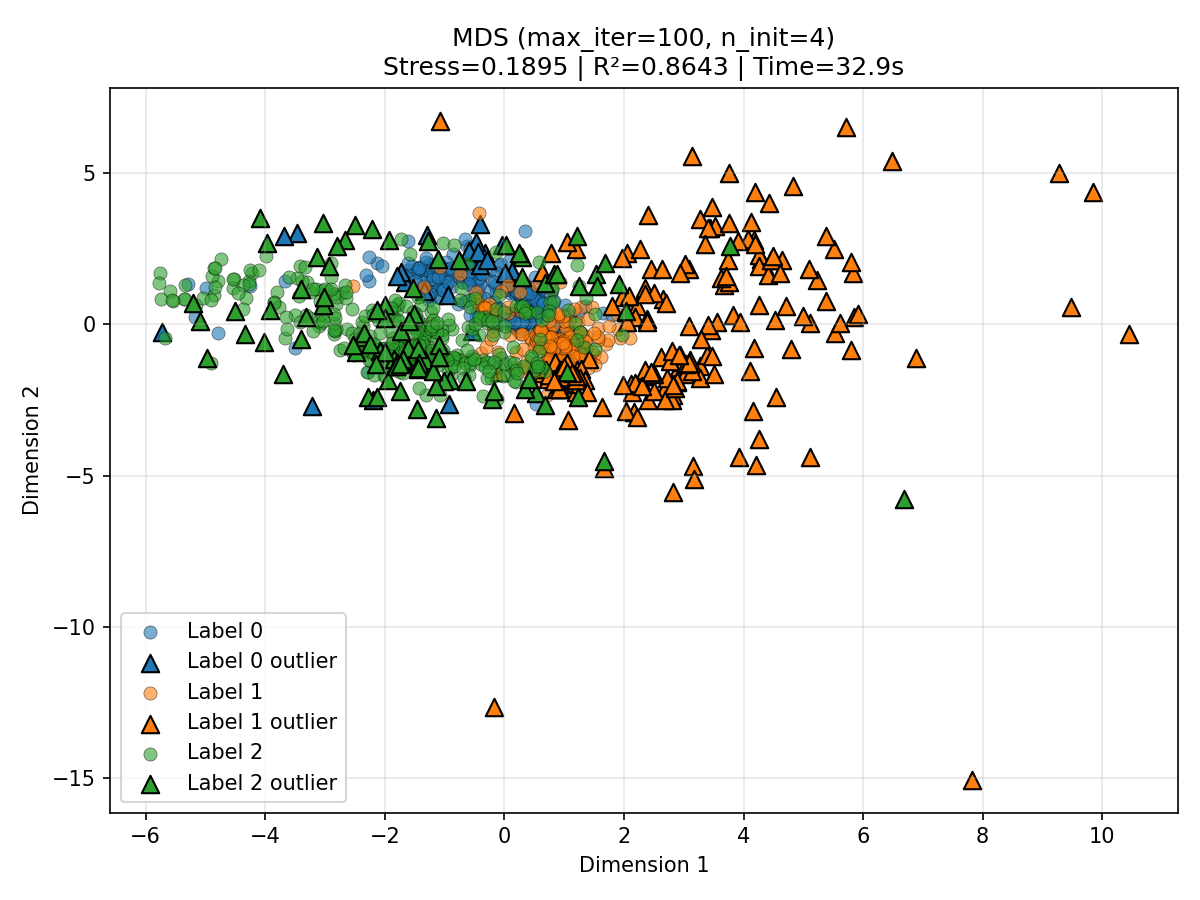 MDS (max_iter=100, n_init=4)
Stress=0.1895 | R²=0.8643 | Time=32.9s
Dimension 2
5
0
−5
−10
−15
Label 0
Label 0 outlier
Label 1
Label 1 outlier
Label 2
Label 2 outlier
−6 −4 −2 0 2 4 6 8 10
Dimension 1